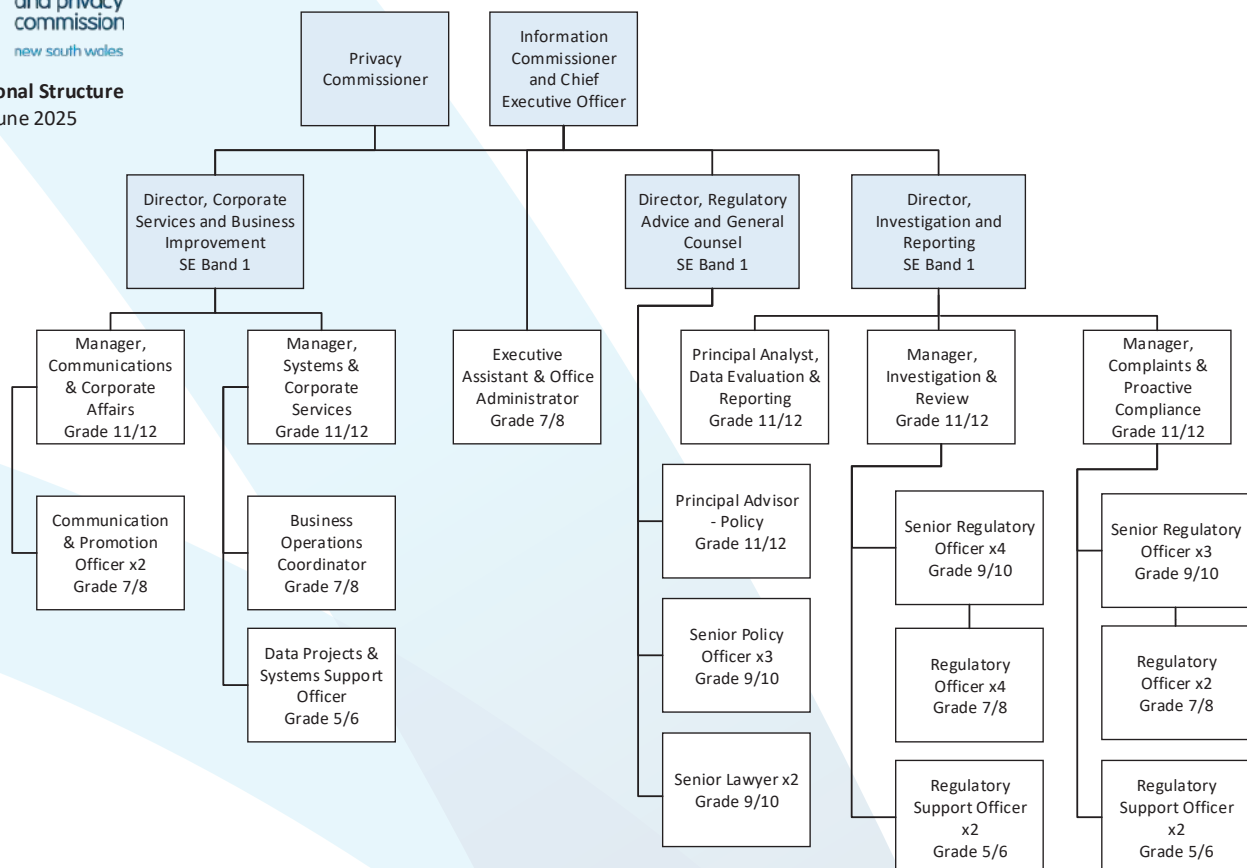 and privacy
commission
new south wales
onal Structure
une 2025
Privacy
Commissioner
Information
Commissioner
and Chief
Executive Officer
Director, Corporate
Services and Business
Improvement
SE Band 1
Director, Regulatory
Advice and General
Counsel
SE Band 1
Director,
Investigation and
Reporting
SE Band 1
Manager,
Communications
& Corporate
Affairs
Grade 11/12
Manager,
Systems &
Corporate
Services
Grade 11/12
Executive
Assistant & Office
Administrator
Grade 7/8
Principal Analyst,
Data Evaluation &
Reporting
Grade 11/12
Manager,
Investigation &
Review
Grade 11/12
Manager,
Complaints &
Proactive
Compliance
Grade 11/12
Communication
& Promotion
Officer x2
Grade 7/8
Business
Operations
Coordinator
Grade 7/8
Data Projects &
Systems Support
Officer
Grade 5/6
Principal Advisor
- Policy
Grade 11/12
Senior Policy
Officer x3
Grade 9/10
Senior Lawyer x2
Grade 9/10
Senior Regulatory
Officer x4
Grade 9/10
Regulatory
Officer x4
Grade 7/8
Regulatory
Support Officer
x2
Grade 5/6
Senior Regulatory
Officer x3
Grade 9/10
Regulatory
Officer x2
Grade 7/8
Regulatory
Support Officer
x2
Grade 5/6